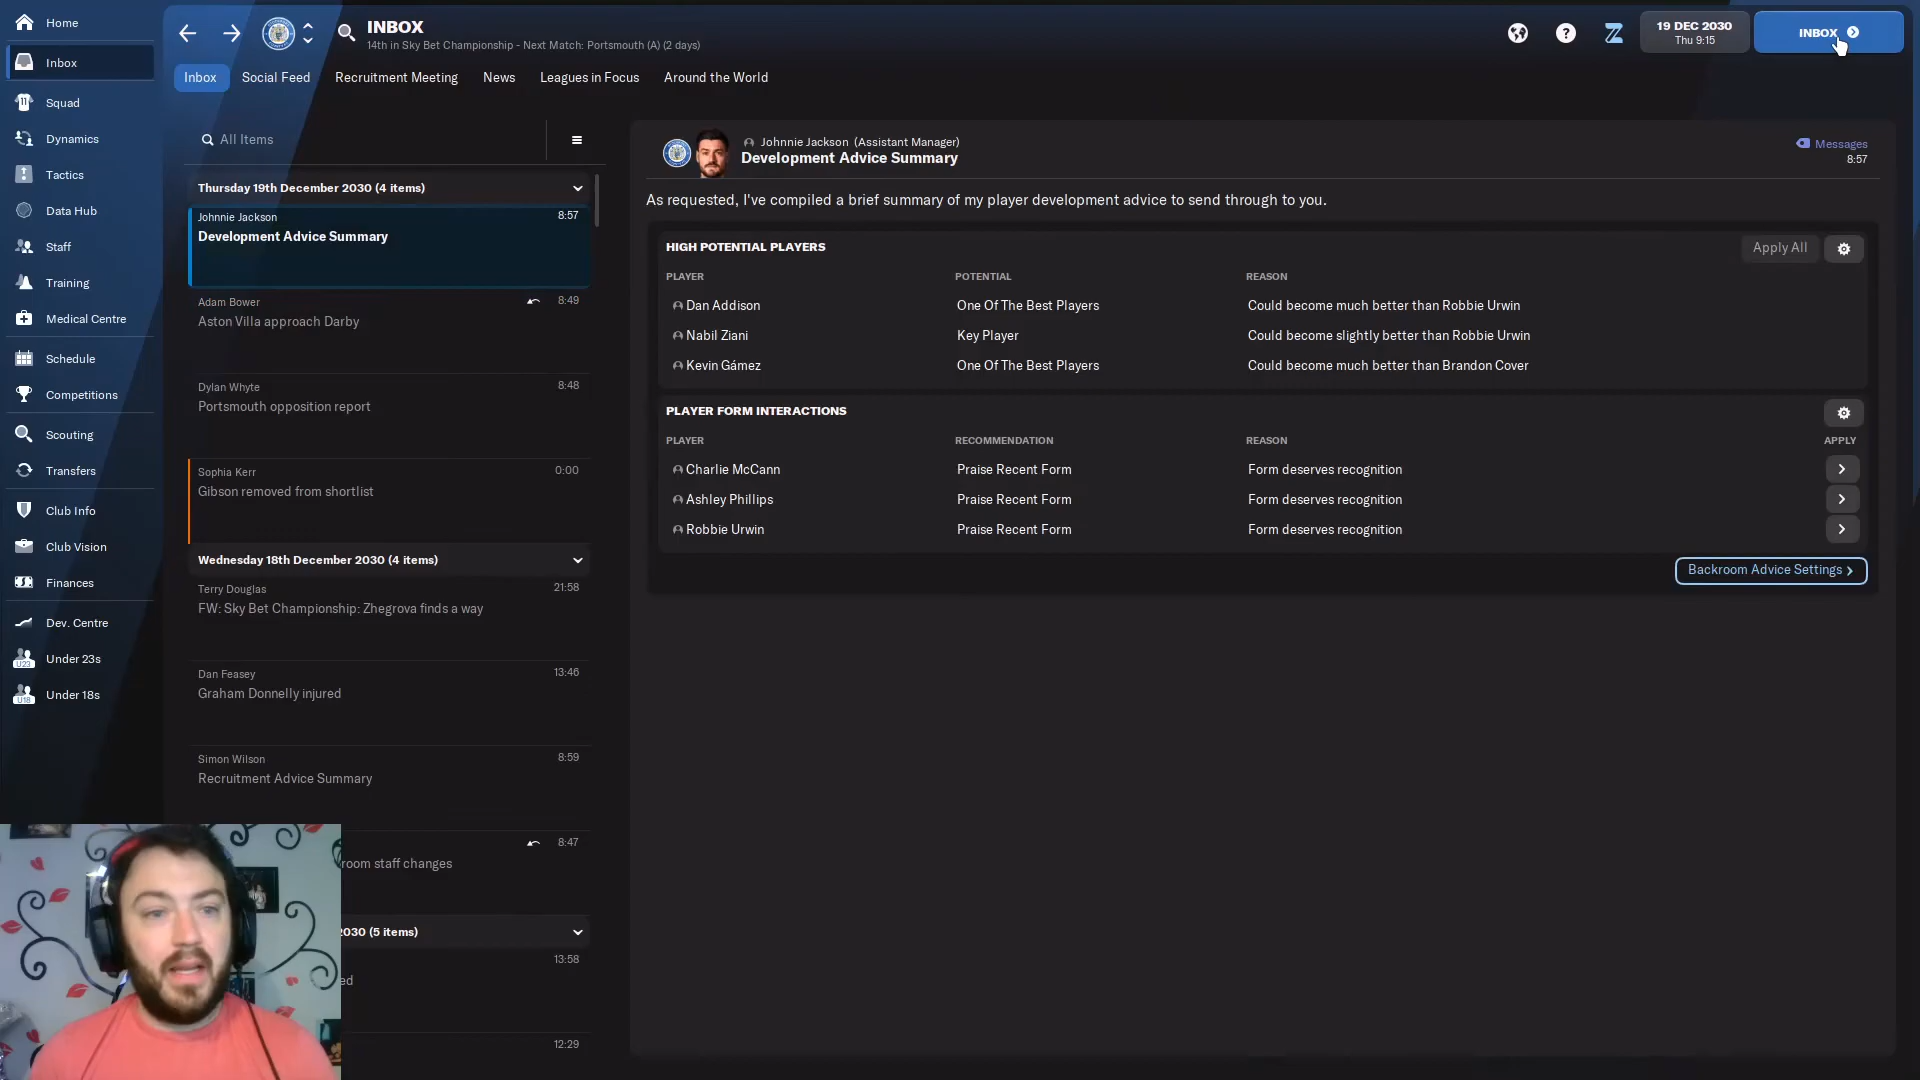 Home
Inbox
Squad
Dynamics
Tactics
Data Hub
Staff
Training
Medical Centre
Schedule
Competitions
Scouting
Transfers
Club Info
Club Vision
Finances
Dev. Centre
Under 23s
Under 18s
INBOX
14th in Sky Bet Championship - Next Match: Portsmouth (A) (2 days)
19 DEC 2030
Thu 9:15
INBOX
Inbox Social Feed Recruitment Meeting News Leagues in Focus Around the World
All Items
Thursday 19th December 2030 (4 items)
Johnnie Jackson 8:57
Development Advice Summary
Adam Bower 8:49
Aston Villa approach Darby
Dylan Whyte 8:48
Portsmouth opposition report
Sophia Kerr 0:00
Gibson removed from shortlist
Wednesday 18th December 2030 (4 items)
Terry Douglas 21:58
FW: Sky Bet Championship: Zhegrova finds a way
Dan Feasey 13:46
Graham Donnelly injured
Simon Wilson 8:59
Recruitment Advice Summary
8:47
room staff changes
2030 (5 items)
13:58
ed
12:29
Johnnie Jackson (Assistant Manager)
Development Advice Summary
Messages
8:57
As requested, I've compiled a brief summary of my player development advice to send through to you.
HIGH POTENTIAL PLAYERS Apply All
PLAYER POTENTIAL REASON
Dan Addison One Of The Best Players Could become much better than Robbie Urwin
Nabil Ziani Key Player Could become slightly better than Robbie Urwin
Kevin Gámez One Of The Best Players Could become much better than Brandon Cover
PLAYER FORM INTERACTIONS
PLAYER RECOMMENDATION REASON APPLY
Charlie McCann Praise Recent Form Form deserves recognition
Ashley Phillips Praise Recent Form Form deserves recognition
Robbie Urwin Praise Recent Form Form deserves recognition
Backroom Advice Settings